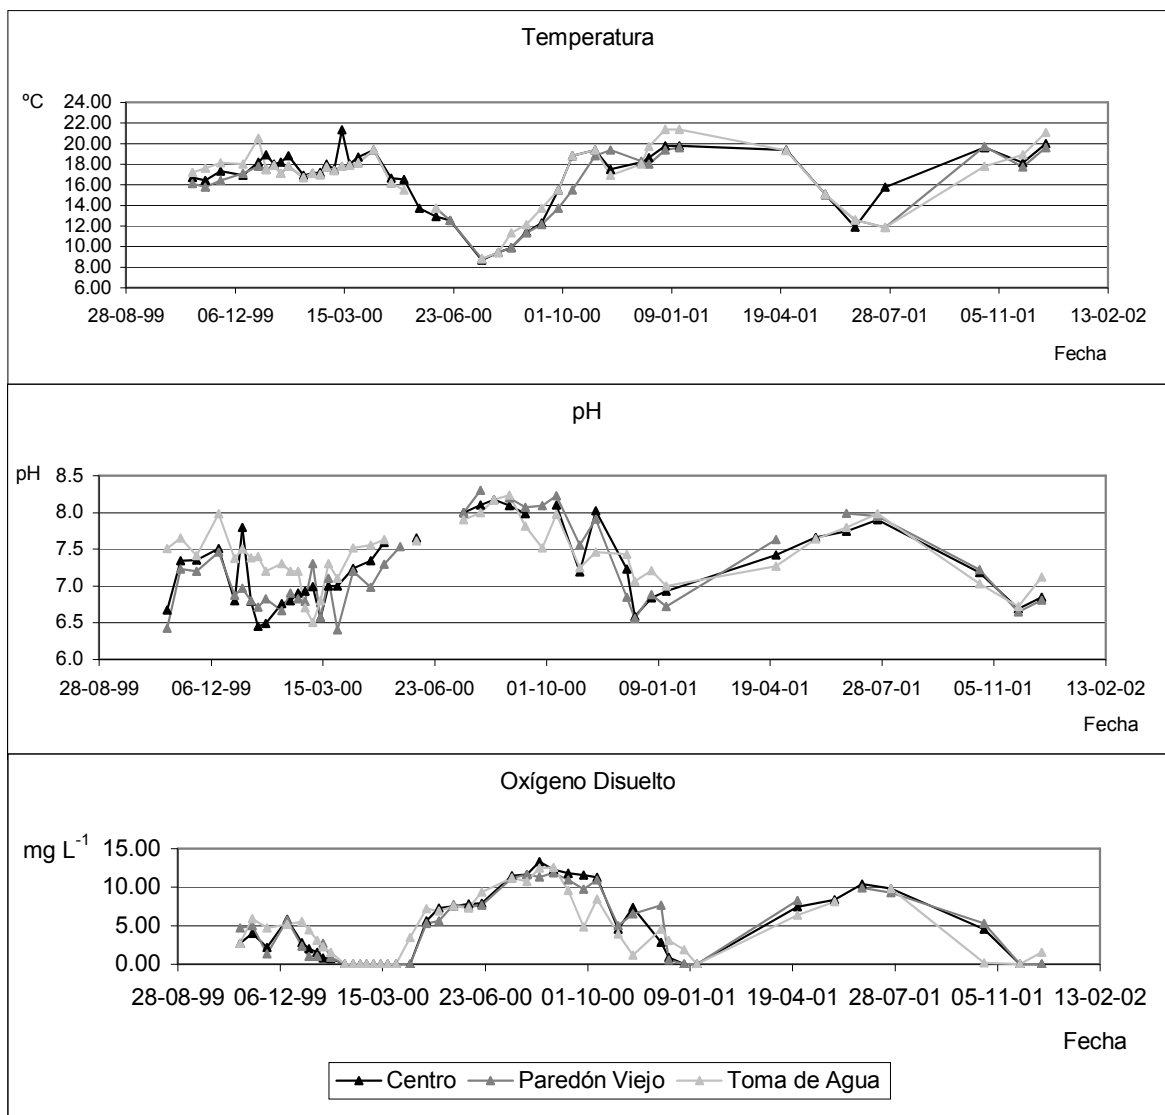 Temperatura
ºC
24.00
22.00
20.00
18.00
16.00
14.00
12.00
10.00
8.00
6.00
28-08-99 06-12-99 15-03-00 23-06-00 01-10-00 09-01-01 19-04-01 28-07-01 05-11-01 13-02-02
Fecha
pH
pH
8.5
8.0
7.5
7.0
6.5
6.0
28-08-99 06-12-99 15-03-00 23-06-00 01-10-00 09-01-01 19-04-01 28-07-01 05-11-01 13-02-02
Fecha
Oxígeno Disuelto
mg L⁻¹
15.00
10.00
5.00
0.00
28-08-99 06-12-99 15-03-00 23-06-00 01-10-00 09-01-01 19-04-01 28-07-01 05-11-01 13-02-02
Fecha
Centro Paredón Viejo Toma de Agua